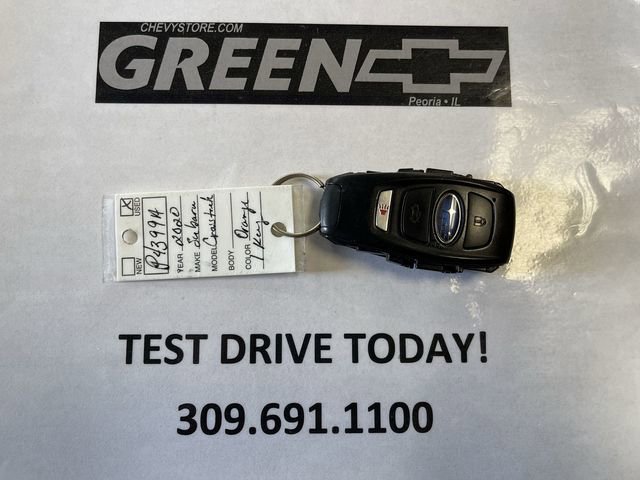 CHEVYSTORE.COM
GREEN
Peoria • IL
NEW USED
P4399A
YEAR 2020
MAKE Subaru
MODEL Crosstrek
BODY
COLOR Orange
1 Key
TEST DRIVE TODAY!
309.691.1100